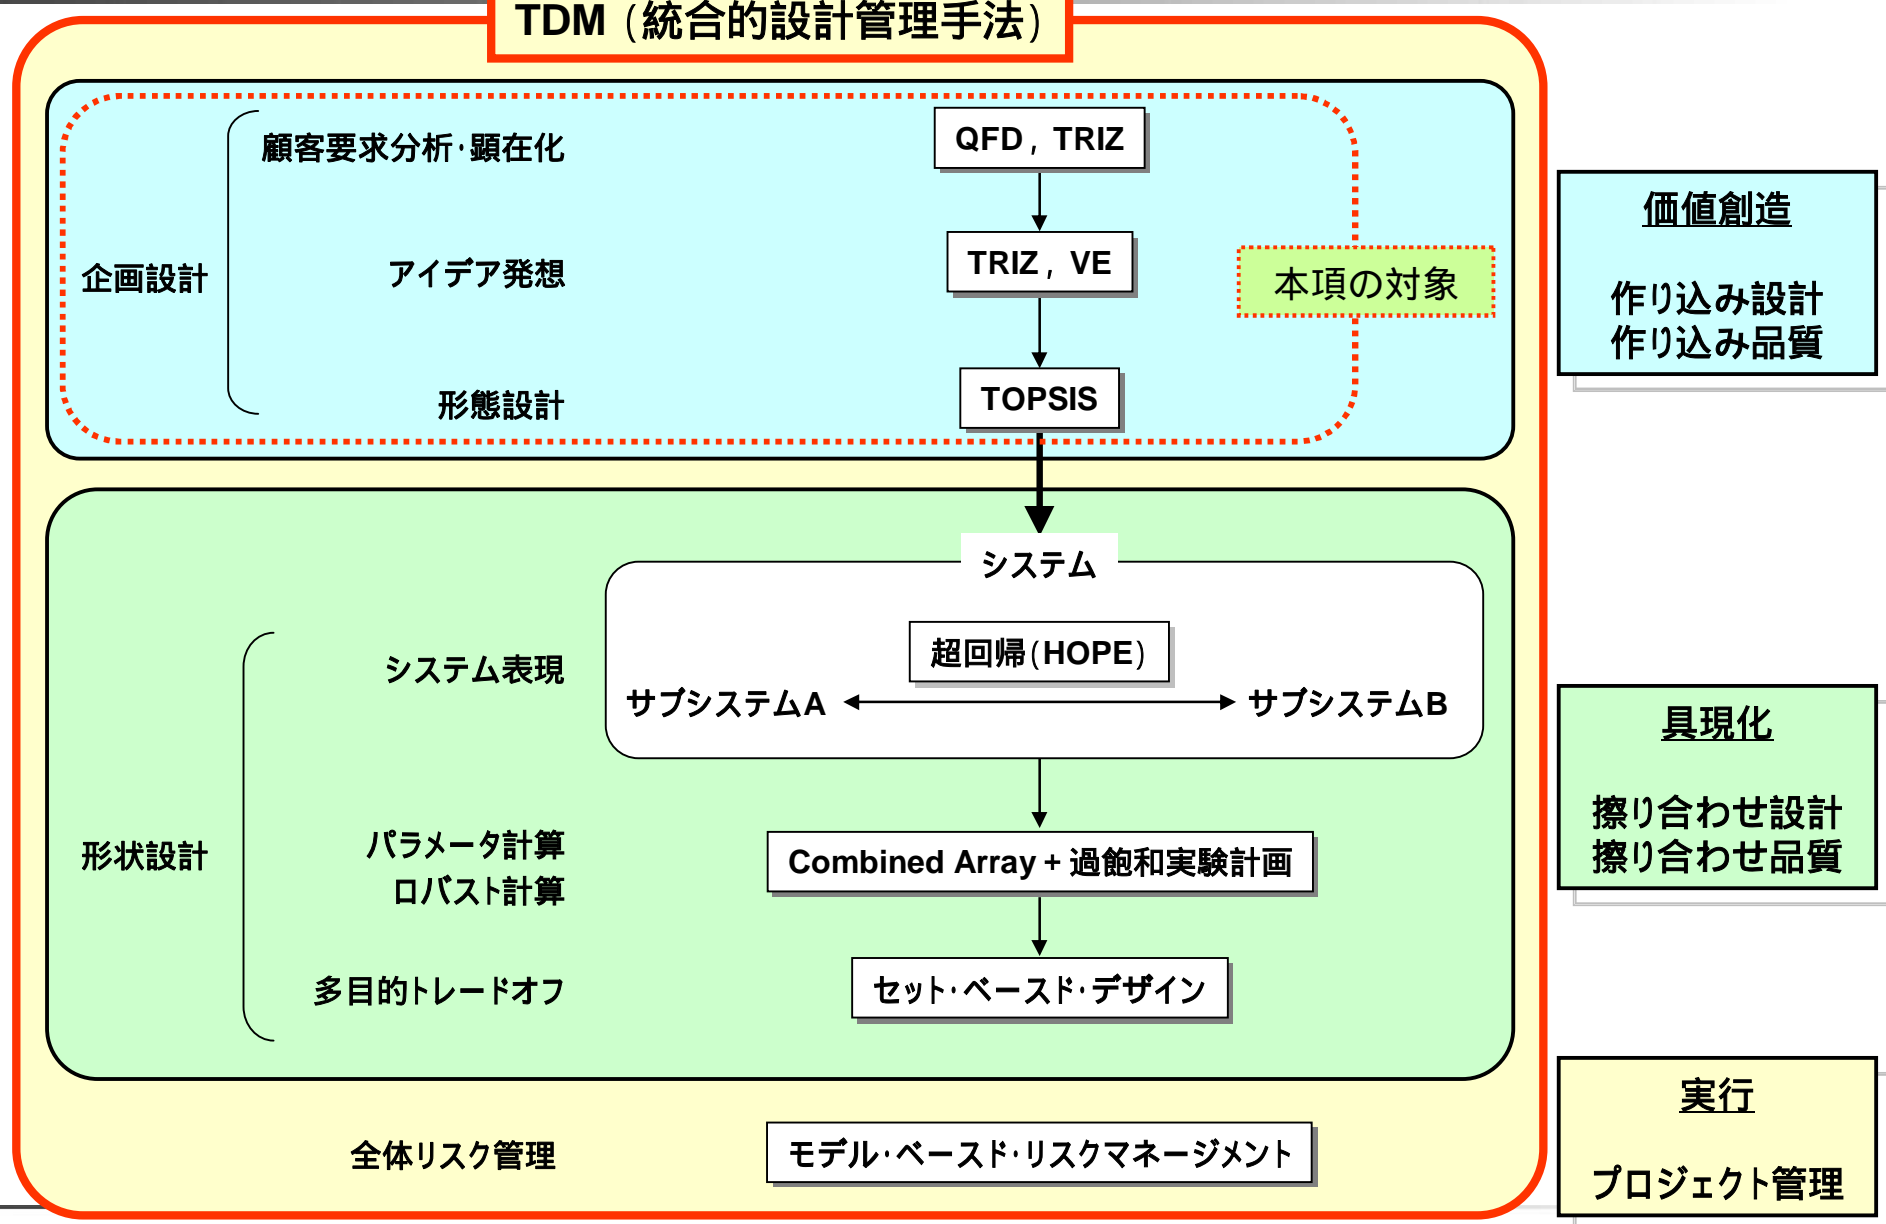 TDM（統合的設計管理手法）
顧客要求分析･顕在化
QFD，TRIZ
企画設計
アイデア発想
TRIZ，VE
本項の対象
形態設計
TOPSIS
価値創造
作り込み設計
作り込み品質
システム
超回帰(HOPE)
システム表現
サブシステムA
サブシステムB
形状設計
パラメータ計算
ロバスト計算
Combined Array + 過飽和実験計画
多目的トレードオフ
セット･ベースド･デザイン
具現化
擦り合わせ設計
擦り合わせ品質
全体リスク管理
モデル･ベースド･リスクマネージメント
実行
プロジェクト管理